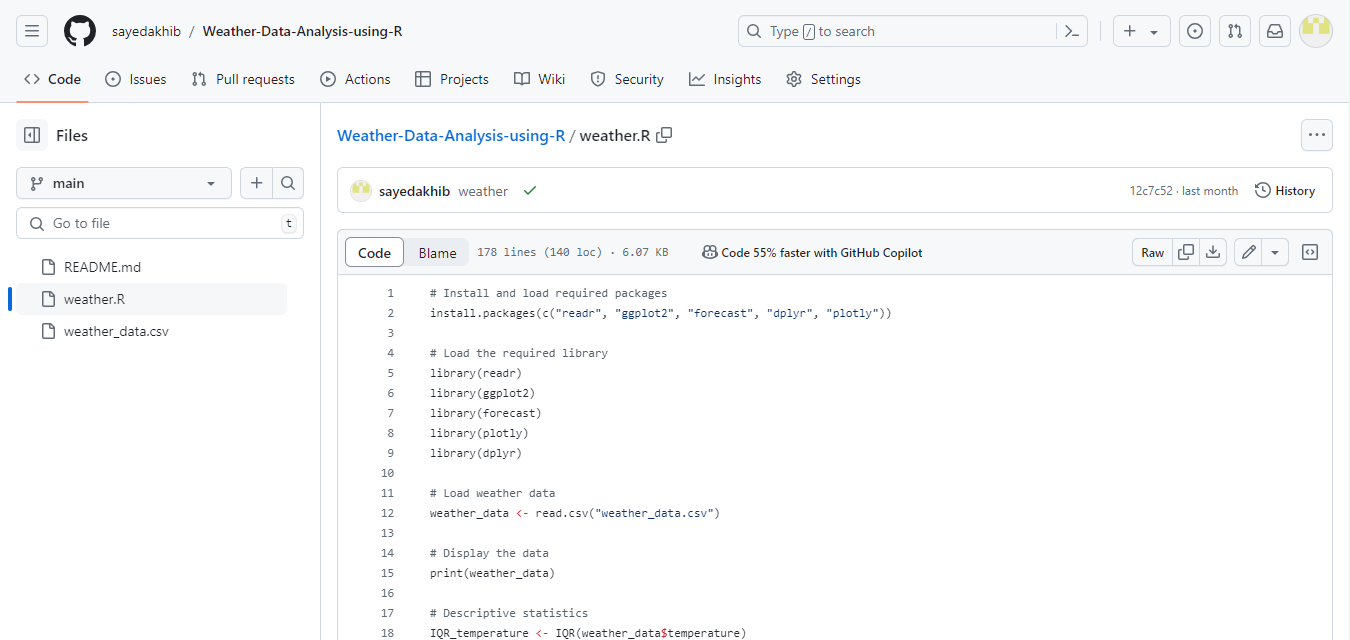 sayedakhib / Weather-Data-Analysis-using-R
Type / to search
Code Issues Pull requests Actions Projects Wiki Security Insights Settings
Files
main
Go to file t
README.md
weather.R
weather_data.csv
Weather-Data-Analysis-using-R / weather.R
sayedakhib weather
12c7c52 · last month History
Code Blame 178 lines (140 loc) · 6.07 KB Code 55% faster with GitHub Copilot Raw
1 # Install and load required packages
2 install.packages(c("readr", "ggplot2", "forecast", "dplyr", "plotly"))
3
4 # Load the required library
5 library(readr)
6 library(ggplot2)
7 library(forecast)
8 library(plotly)
9 library(dplyr)
10
11 # Load weather data
12 weather_data <- read.csv("weather_data.csv")
13
14 # Display the data
15 print(weather_data)
16
17 # Descriptive statistics
18 IQR_temperature <- IQR(weather_data$temperature)